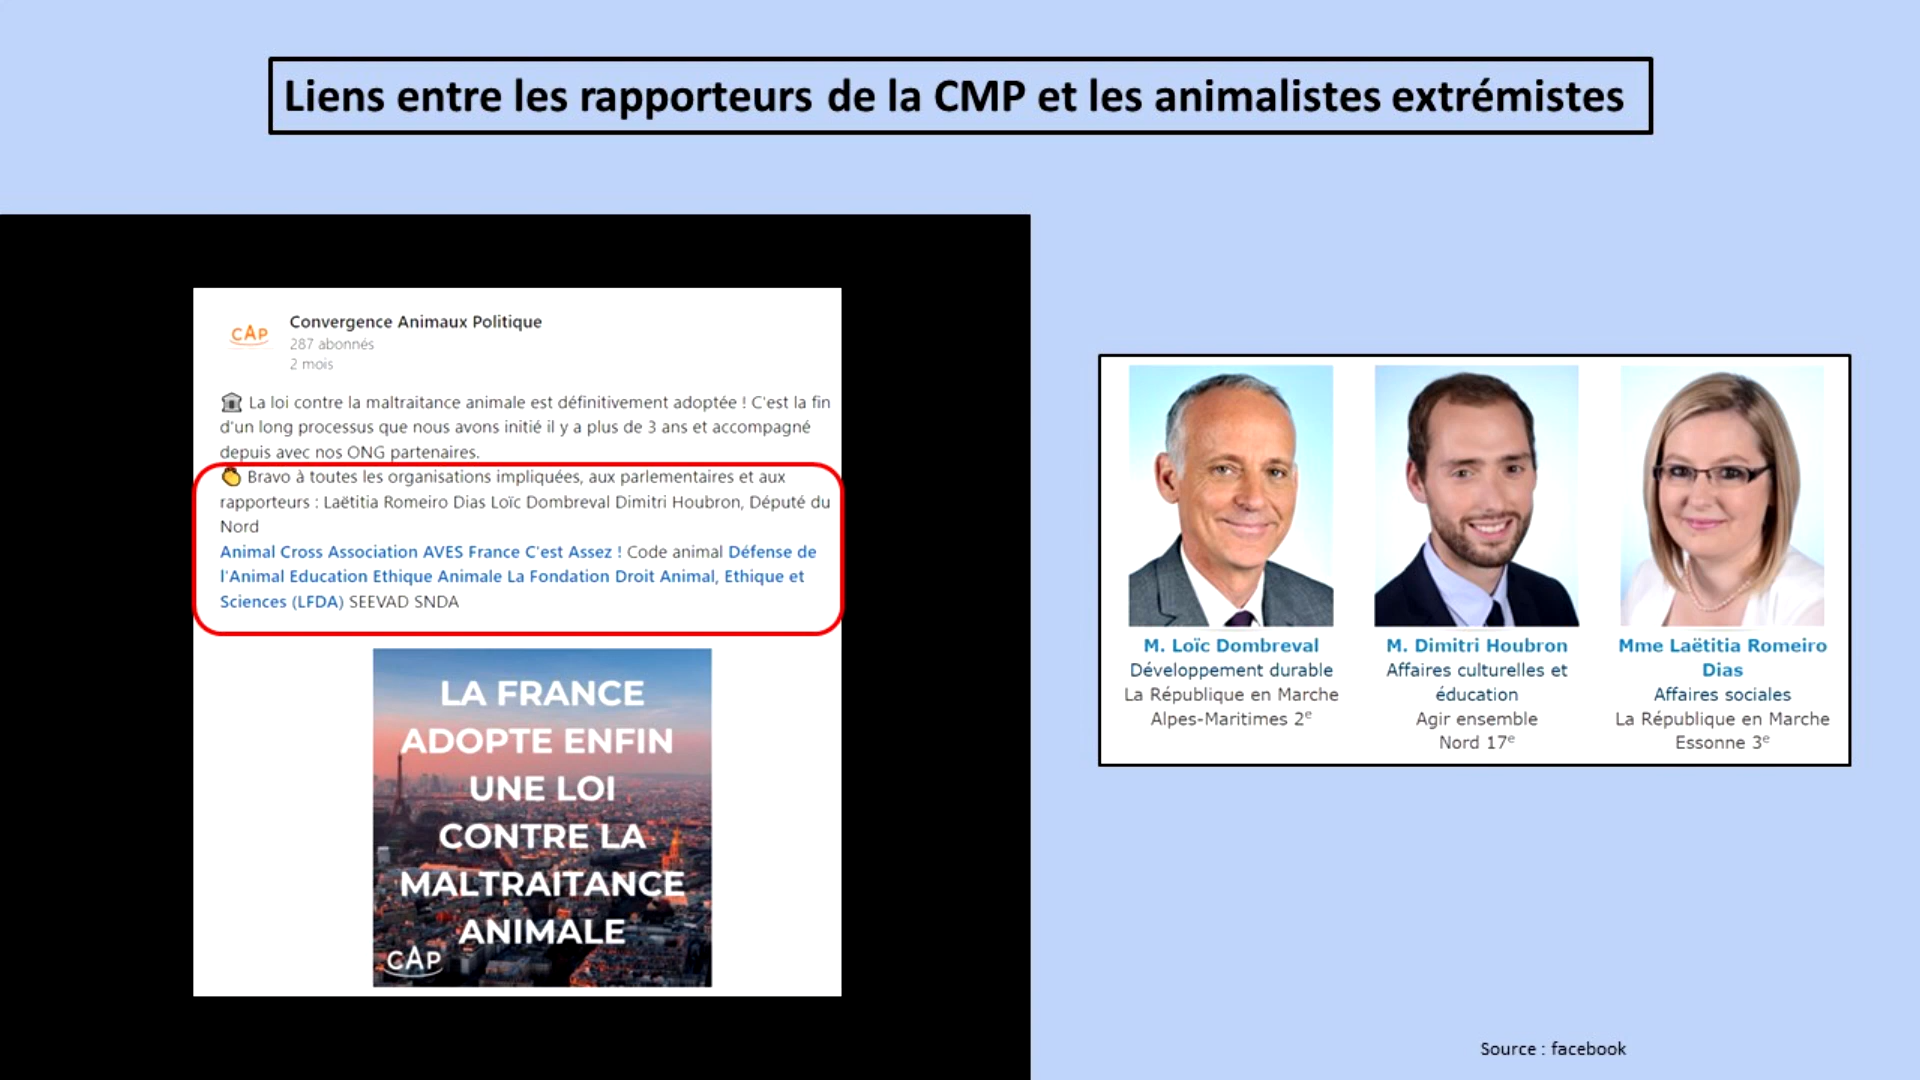 Liens entre les rapporteurs de la CMP et les animalistes extrémistes
CAP
Convergence Animaux Politique
287 abonnés
2 mois
La loi contre la maltraitance animale est définitivement adoptée ! C'est la fin
d'un long processus que nous avons initié il y a plus de 3 ans et accompagné
depuis avec nos ONG partenaires.
Bravo à toutes les organisations impliquées, aux parlementaires et aux
rapporteurs : Laëtitia Romeiro Dias Loïc Dombreval Dimitri Houbron, Député du
Nord
Animal Cross Association AVES France C'est Assez ! Code animal Défense de
l'Animal Education Ethique Animale La Fondation Droit Animal, Ethique et
Sciences (LFDA) SEEVAD SNDA
LA FRANCE
ADOPTE ENFIN
UNE LOI
CONTRE LA
MALTRAITANCE
ANIMALE
CAP
M. Loïc Dombreval
Développement durable
La République en Marche
Alpes-Maritimes 2e
M. Dimitri Houbron
Affaires culturelles et
éducation
Agir ensemble
Nord 17e
Mme Laëtitia Romeiro
Dias
Affaires sociales
La République en Marche
Essonne 3e
Source : facebook